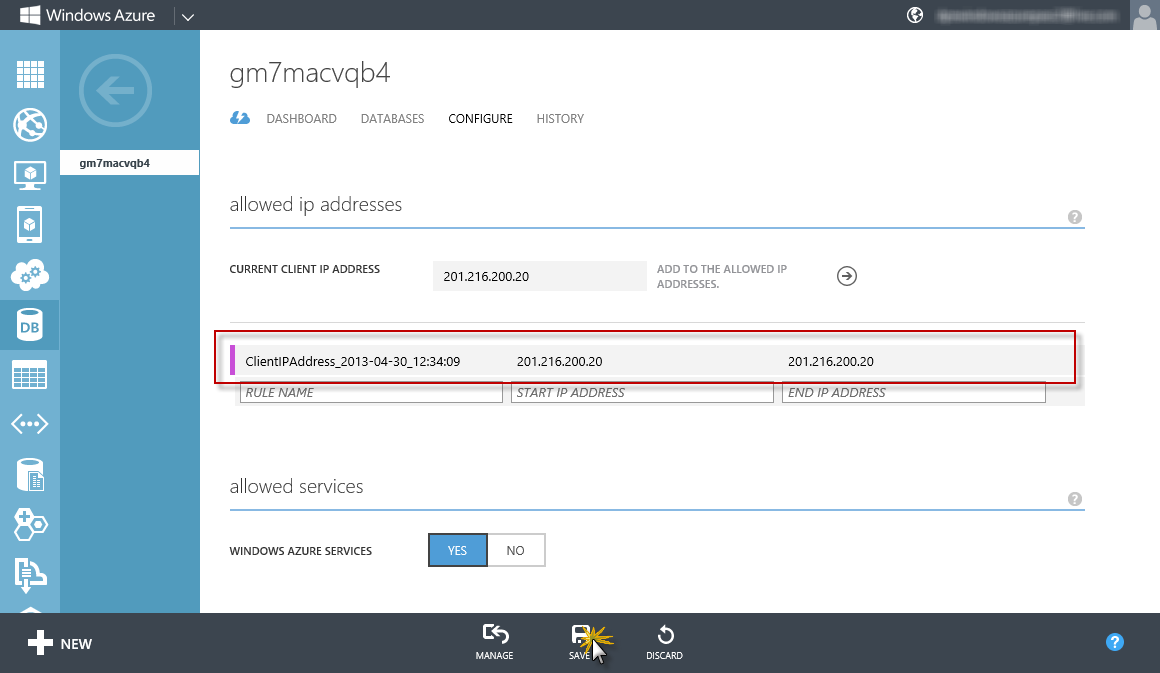 Windows Azure
gm7macvqb4
gm7macvqb4
DASHBOARD DATABASES CONFIGURE HISTORY
allowed ip addresses
?
CURRENT CLIENT IP ADDRESS
201.216.200.20
ADD TO THE ALLOWED IP
ADDRESSES.
ClientIPAddress_2013-04-30_12:34:09 201.216.200.20 201.216.200.20
RULE NAME START IP ADDRESS END IP ADDRESS
DB
allowed services
?
WINDOWS AZURE SERVICES YES NO
NEW
MANAGE SAVE DISCARD
?